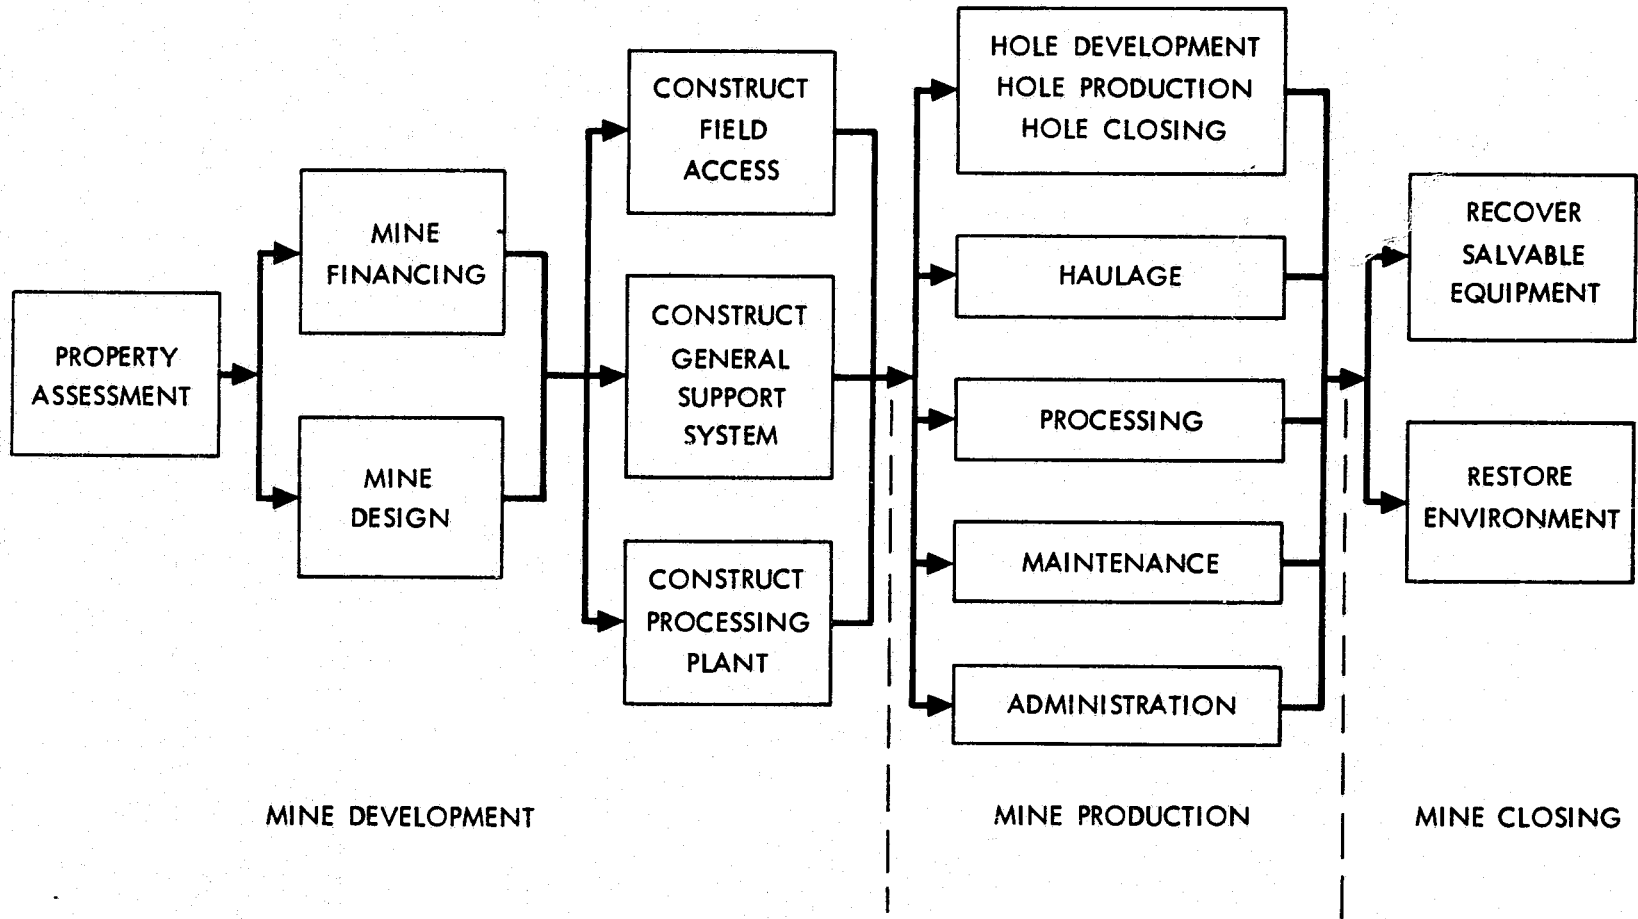 PROPERTY
ASSESSMENT
MINE
FINANCING
MINE
DESIGN
CONSTRUCT
FIELD
ACCESS
CONSTRUCT
GENERAL
SUPPORT
SYSTEM
CONSTRUCT
PROCESSING
PLANT
HOLE DEVELOPMENT
HOLE PRODUCTION
HOLE CLOSING
HAULAGE
PROCESSING
MAINTENANCE
ADMINISTRATION
RECOVER
SALVABLE
EQUIPMENT
RESTORE
ENVIRONMENT
MINE DEVELOPMENT
MINE PRODUCTION
MINE CLOSING